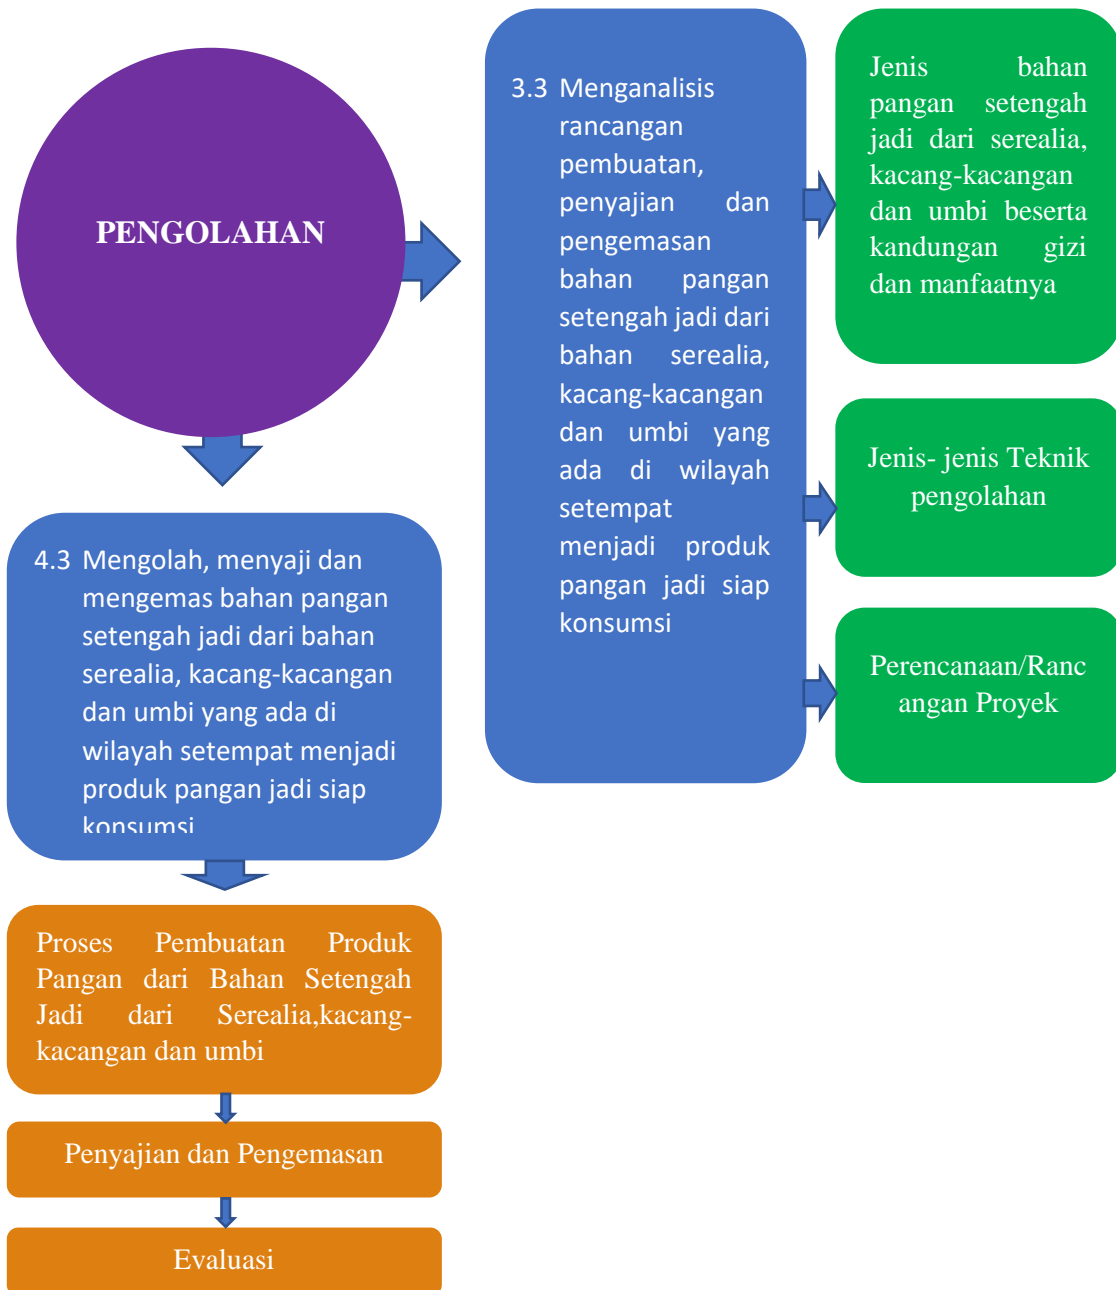 PENGOLAHAN
3.3 Menganalisis
rancangan
pembuatan,
penyajian dan
pengemasan
bahan pangan
setengah jadi dari
bahan serealia,
kacang-kacangan
dan umbi yang
ada di wilayah
setempat
menjadi produk
pangan jadi siap
konsumsi
Jenis bahan
pangan setengah
jadi dari serealia,
kacang-kacangan
dan umbi beserta
kandungan gizi
dan manfaatnya
Jenis- jenis Teknik
pengolahan
Perencanaan/Ranc
angan Proyek
4.3 Mengolah, menyaji dan
mengemas bahan pangan
setengah jadi dari bahan
serealia, kacang-kacangan
dan umbi yang ada di
wilayah setempat menjadi
produk pangan jadi siap
konsumsi
Proses Pembuatan Produk
Pangan dari Bahan Setengah
Jadi dari Serealia,kacang-
kacangan dan umbi
Penyajian dan Pengemasan
Evaluasi